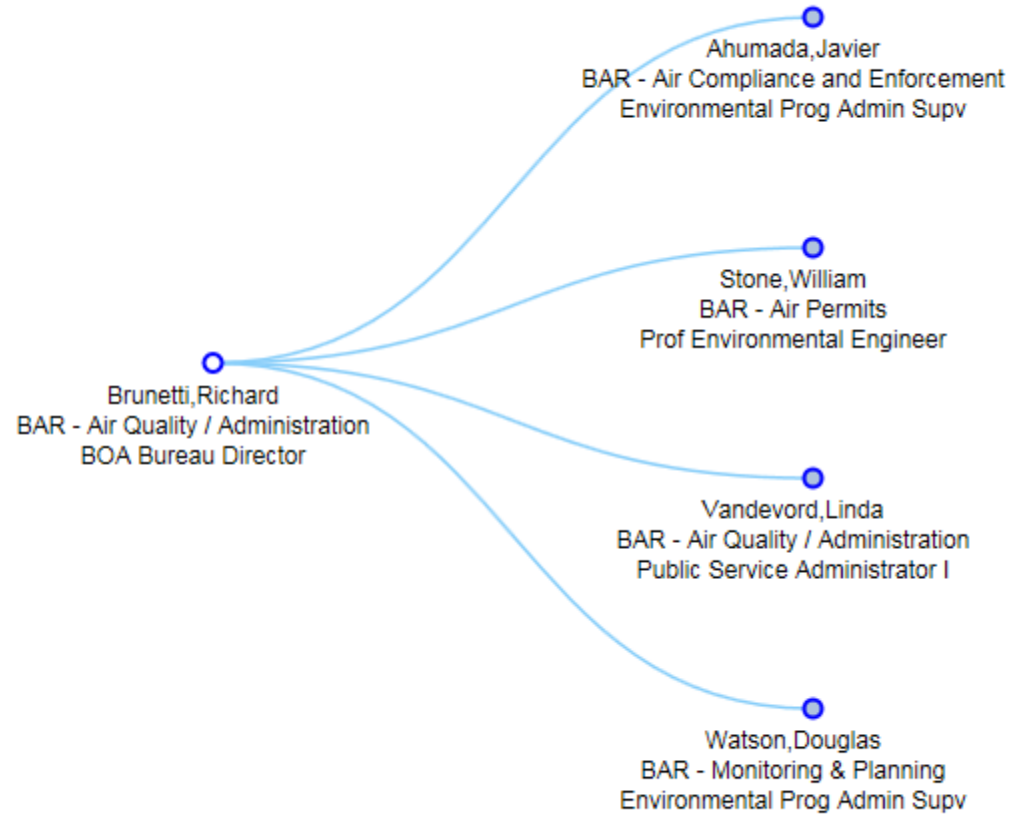 Ahumada,Javier
BAR - Air Compliance and Enforcement
Environmental Prog Admin Supv
Stone,William
BAR - Air Permits
Prof Environmental Engineer
Brunetti,Richard
BAR - Air Quality / Administration
BOA Bureau Director
Vandevord,Linda
BAR - Air Quality / Administration
Public Service Administrator I
Watson,Douglas
BAR - Monitoring & Planning
Environmental Prog Admin Supv